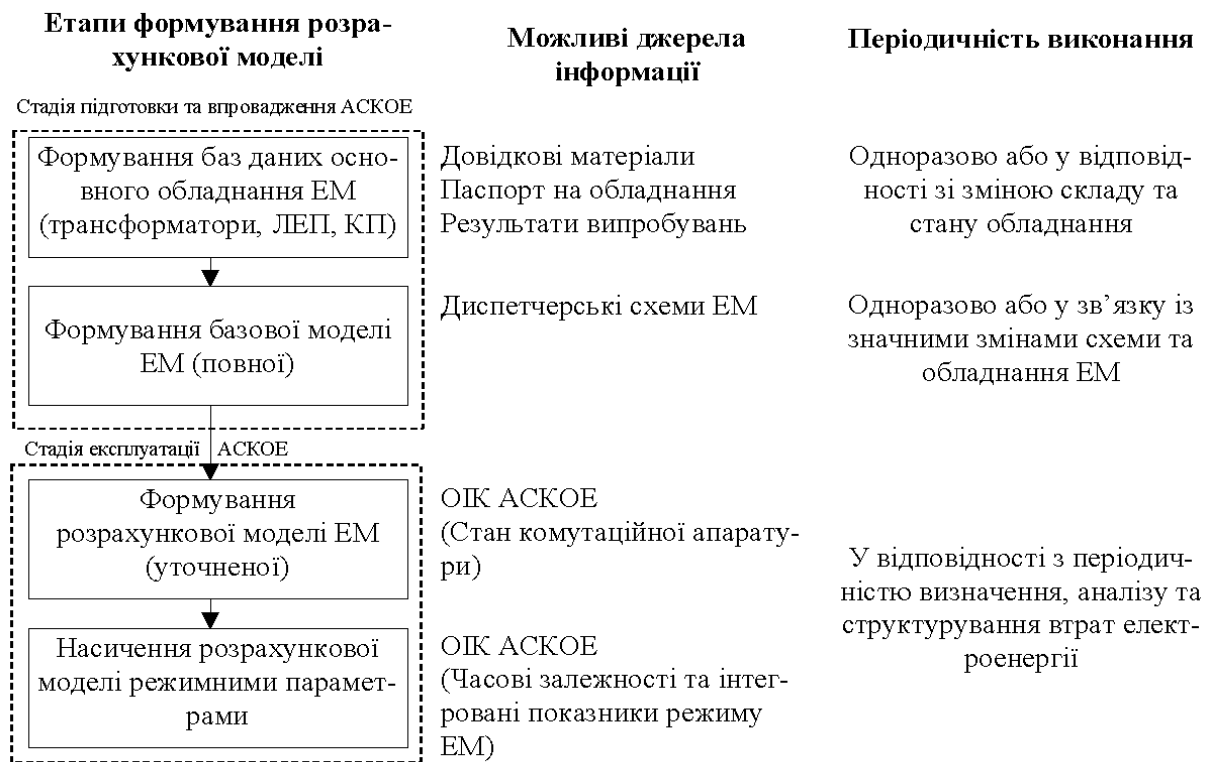 Етапи формування розра-
хункової моделі
Можливі джерела
інформації
Періодичність виконання
Стадія підготовки та впровадження АСКОЕ
Формування баз даних осно-
вного обладнання ЕМ
(трансформатори, ЛЕП, КП)
Довідкові матеріали
Паспорт на обладнання
Результати випробувань
Одноразово або у відповід-
ності зі зміною складу та
стану обладнання
Формування базової моделі
ЕМ (повної)
Диспетчерські схеми ЕМ
Одноразово або у зв’язку із
значними змінами схеми та
обладнання ЕМ
Стадія експлуатації АСКОЕ
Формування
розрахункової моделі ЕМ
(уточненої)
ОІК АСКОЕ
(Стан комутаційної апарату-
ри)
У відповідності з періодич-
ністю визначення, аналізу та
структурування втрат елект-
роенергії
Насичення розрахункової
моделі режимними парамет-
рами
ОІК АСКОЕ
(Часові залежності та інтег-
ровані показники режиму
ЕМ)